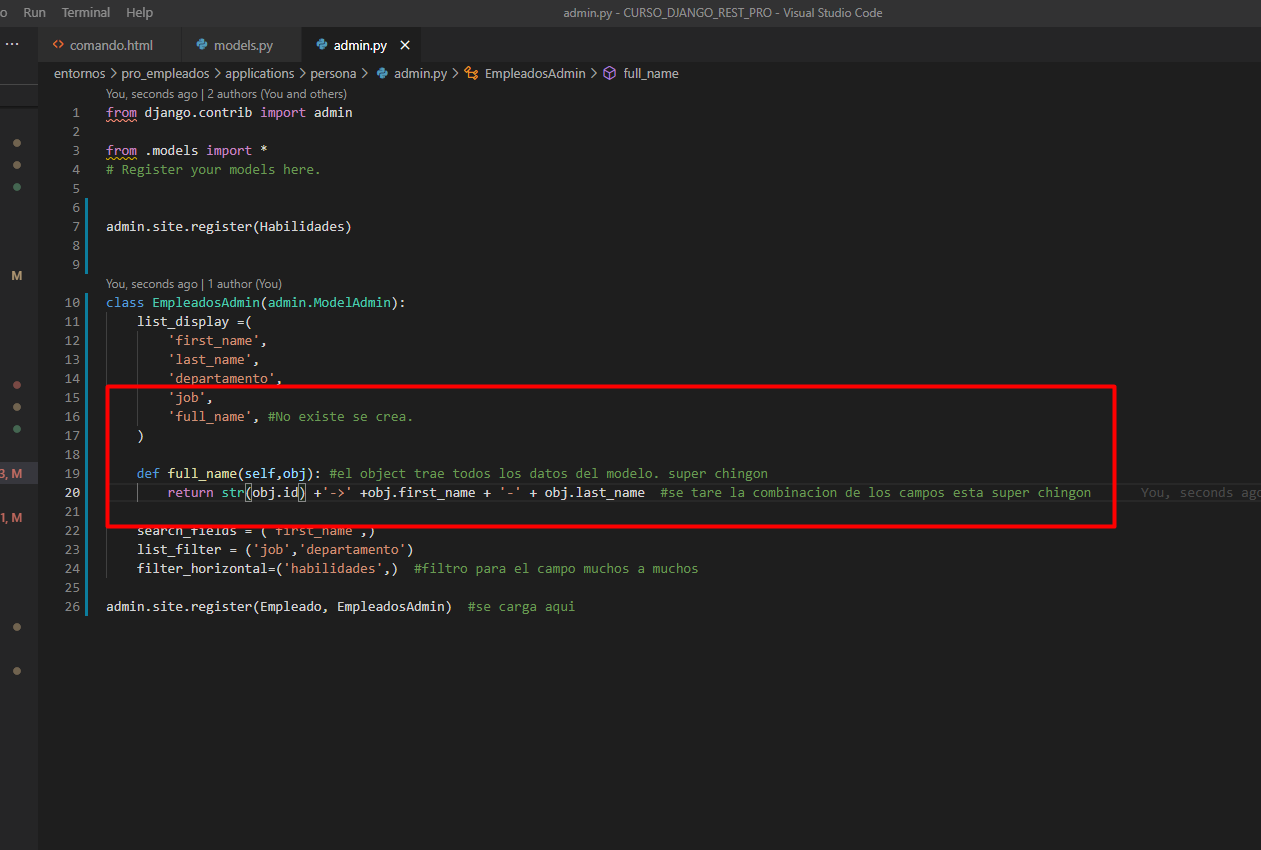 o Run Terminal Help admin.py - CURSO_DJANGO_REST_PRO - Visual Studio Code
··· comando.html models.py admin.py
entornos > pro_empleados > applications > persona > admin.py > EmpleadosAdmin > full_name
You, seconds ago | 2 authors (You and others)
1 from django.contrib import admin
2
3 from .models import *
4 # Register your models here.
5
6
7 admin.site.register(Habilidades)
8
9
M
You, seconds ago | 1 author (You)
10 class EmpleadosAdmin(admin.ModelAdmin):
11 list_display =(
12 'first_name',
13 'last_name',
14 'departamento',
15 'job',
16 'full_name', #No existe se crea.
17 )
18
3, M
19 def full_name(self,obj): #el object trae todos los datos del modelo. super chingon
20 return str(obj.id) +'->' +obj.first_name + '-' + obj.last_name #se tare la combinacion de los campos esta super chingon You, seconds ago
21
1, M
22 search_fields = ('first_name',)
23 list_filter = ('job','departamento')
24 filter_horizontal=('habilidades',) #filtro para el campo muchos a muchos
25
26 admin.site.register(Empleado, EmpleadosAdmin) #se carga aqui